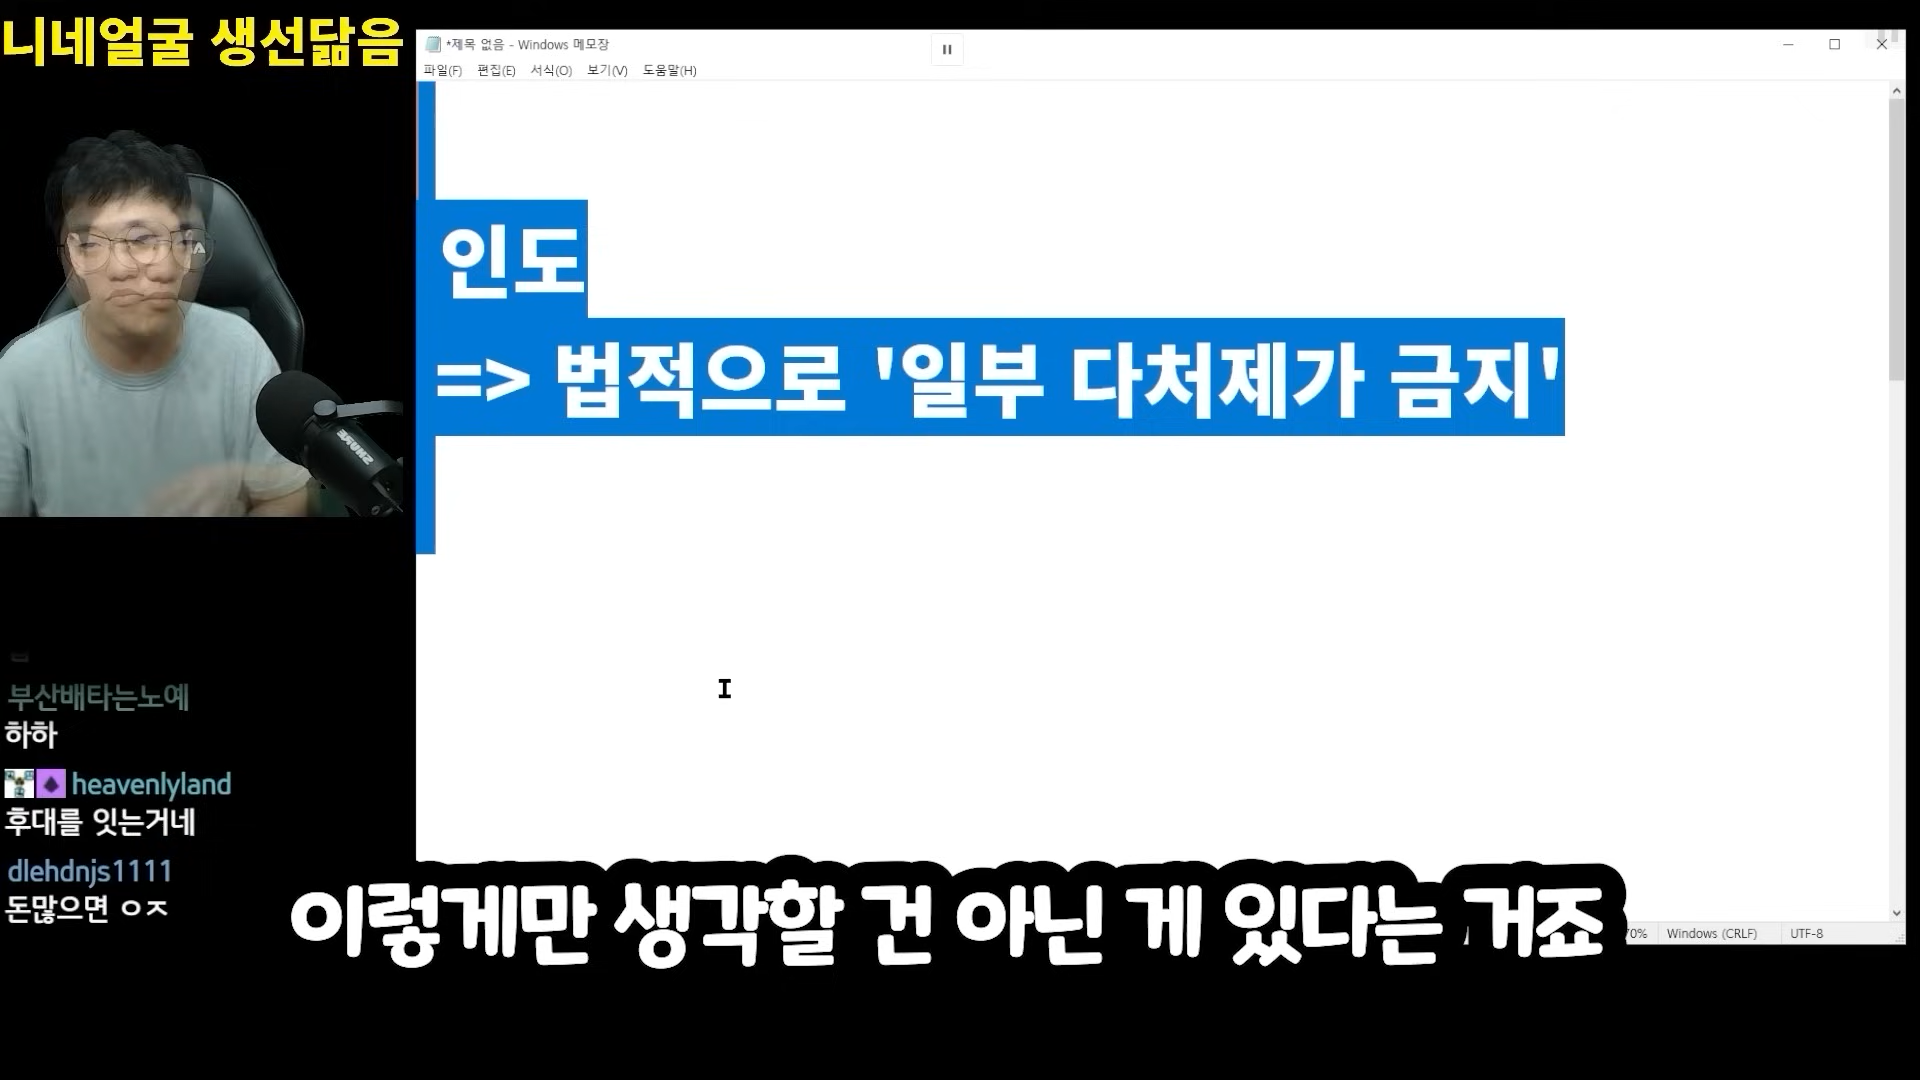 니네얼굴 생선닮음
*제목 없음 - Windows 메모장
파일(F) 편집(E) 서식(O) 보기(V) 도움말(H)
인도
=> 법적으로 '일부 다처제가 금지'
부산배타는노예
하하
heavenlyland
후대를 잇는거네
dlehdnjs1111
돈많으면 ㅇㅈ
이렇게만 생각할 건 아닌 게 있다는 거죠
Windows (CRLF)
UTF-8